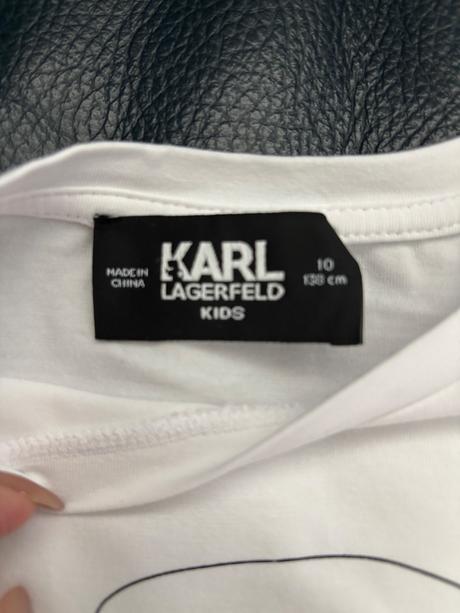 MADE IN
CHINA
KARL
LAGERFELD
KIDS
10
138 cm